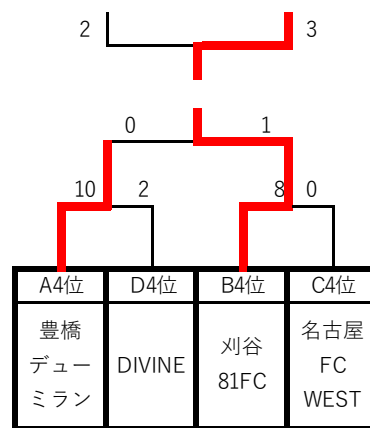 2 3
0 1
10 2 8 0
A4位 D4位 B4位 C4位
豊橋
デュー
ミラン
DIVINE
刈谷
81FC
名古屋
FC
WEST